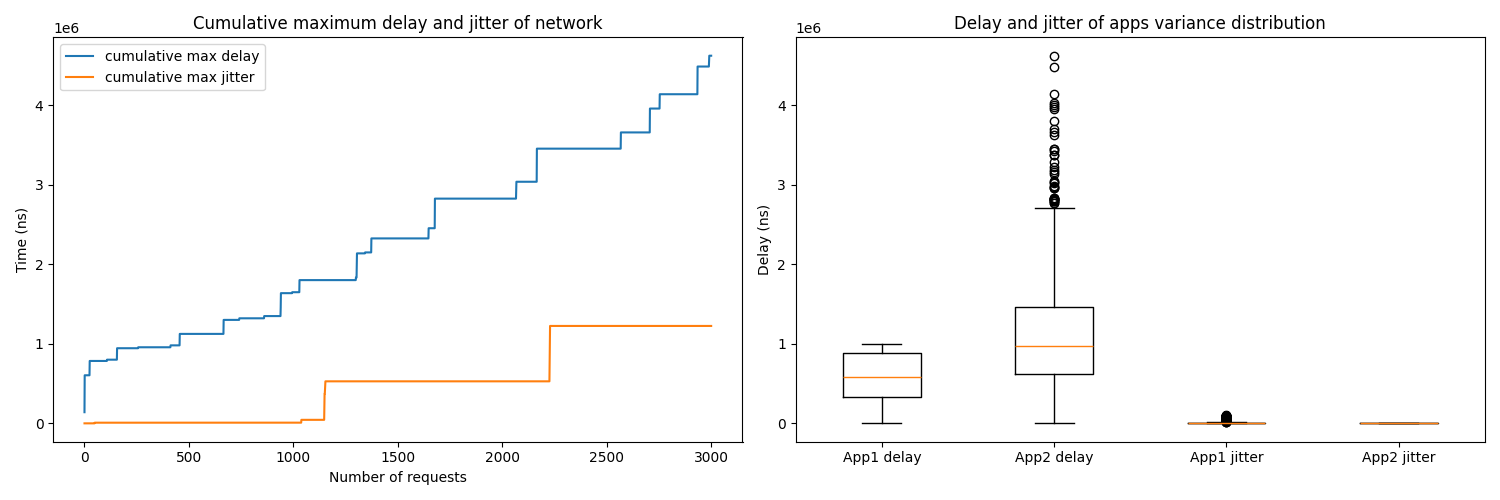 Cumulative maximum delay and jitter of network
1e6
cumulative max delay
cumulative max jitter
4
3
2
1
0
Time (ns)
0 500 1000 1500 2000 2500 3000
Number of requests
Delay and jitter of apps variance distribution
1e6
4
3
2
1
0
Delay (ns)
App1 delay App2 delay App1 jitter App2 jitter